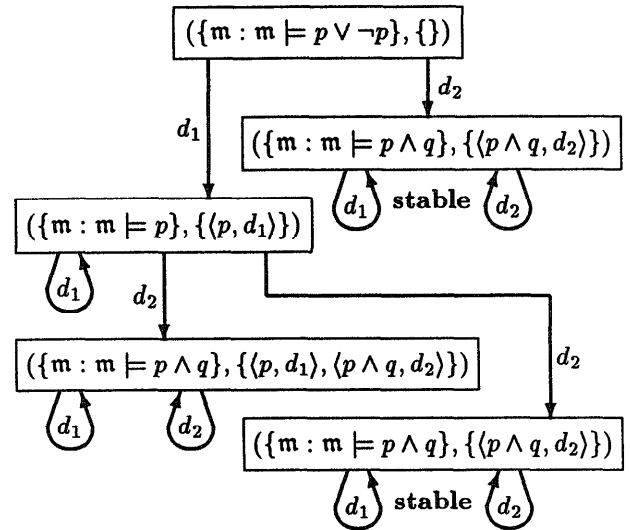 ({𝔪 : 𝔪 ⊨ p ∨ ¬p}, {})
d₂
d₁
({𝔪 : 𝔪 ⊨ p ∧ q}, {⟨p ∧ q, d₂⟩})
d₁ stable d₂
({𝔪 : 𝔪 ⊨ p}, {⟨p, d₁⟩})
d₁ d₂
({𝔪 : 𝔪 ⊨ p ∧ q}, {⟨p, d₁⟩, ⟨p ∧ q, d₂⟩})
d₂
d₁ d₂
({𝔪 : 𝔪 ⊨ p ∧ q}, {⟨p ∧ q, d₂⟩})
d₁ stable d₂